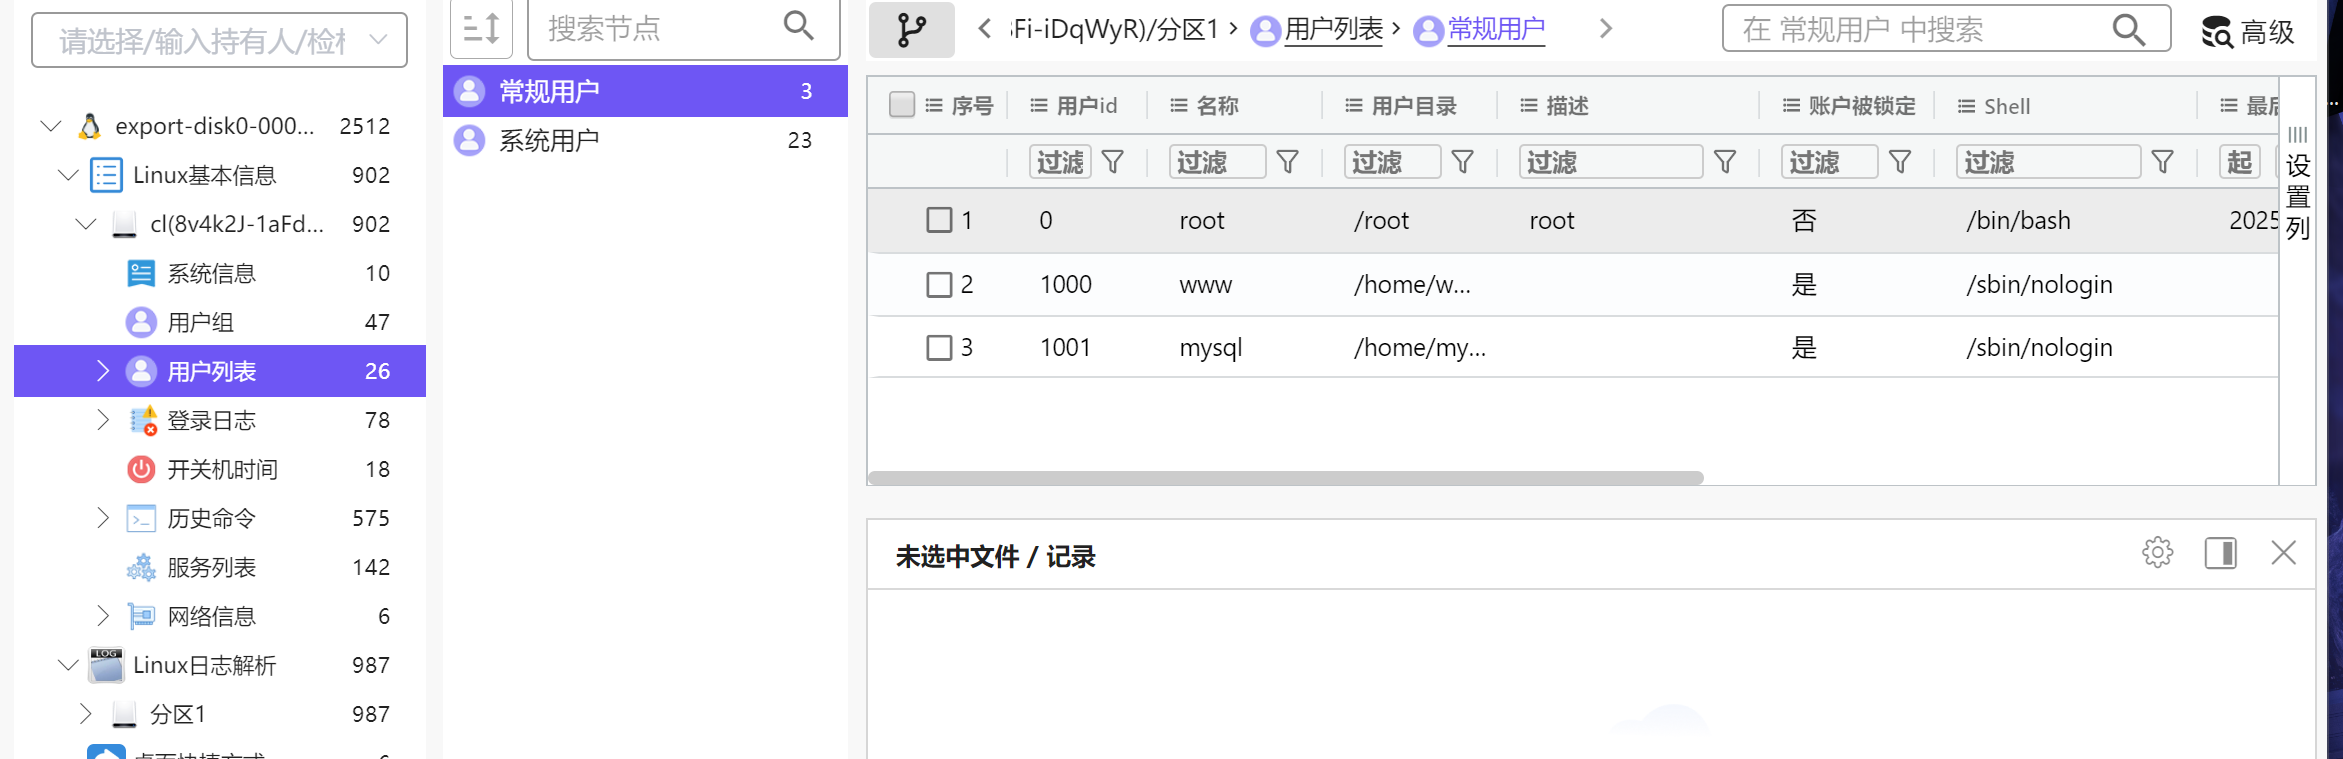 请选择/输入持有人/检材
export-disk0-000... 2512
Linux基本信息 902
cl(8v4k2J-1aFd... 902
系统信息 10
用户组 47
用户列表 26
登录日志 78
开关机时间 18
历史命令 575
服务列表 142
网络信息 6
LOG Linux日志解析 987
分区1 987
搜索节点
常规用户 3
系统用户 23
Fi-iDqWyR)/分区1 › 用户列表 › 常规用户
在 常规用户 中搜索
高级
序号 用户id 名称 用户目录 描述 账户被锁定 Shell 最后
过滤 过滤 过滤 过滤 过滤 过滤 起
1 0 root /root root 否 /bin/bash 2025
2 1000 www /home/w... 是 /sbin/nologin
3 1001 mysql /home/my... 是 /sbin/nologin
设置列
未选中文件 / 记录